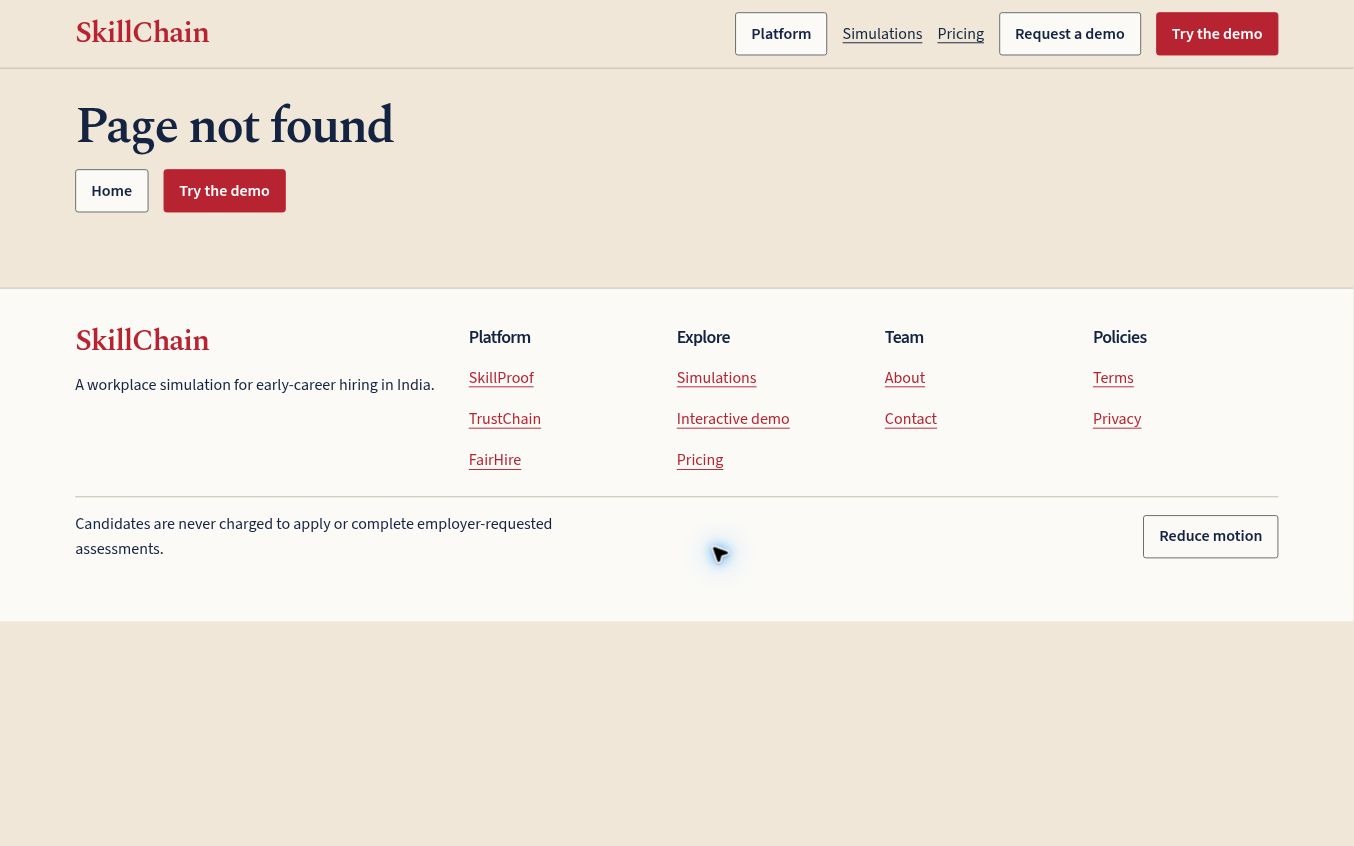 SkillChain
Platform
Simulations
Pricing
Request a demo
Try the demo
Page not found
Home
Try the demo
SkillChain
A workplace simulation for early-career hiring in India.
Platform
SkillProof
TrustChain
FairHire
Explore
Simulations
Interactive demo
Pricing
Team
About
Contact
Policies
Terms
Privacy
Candidates are never charged to apply or complete employer-requested
assessments.
Reduce motion